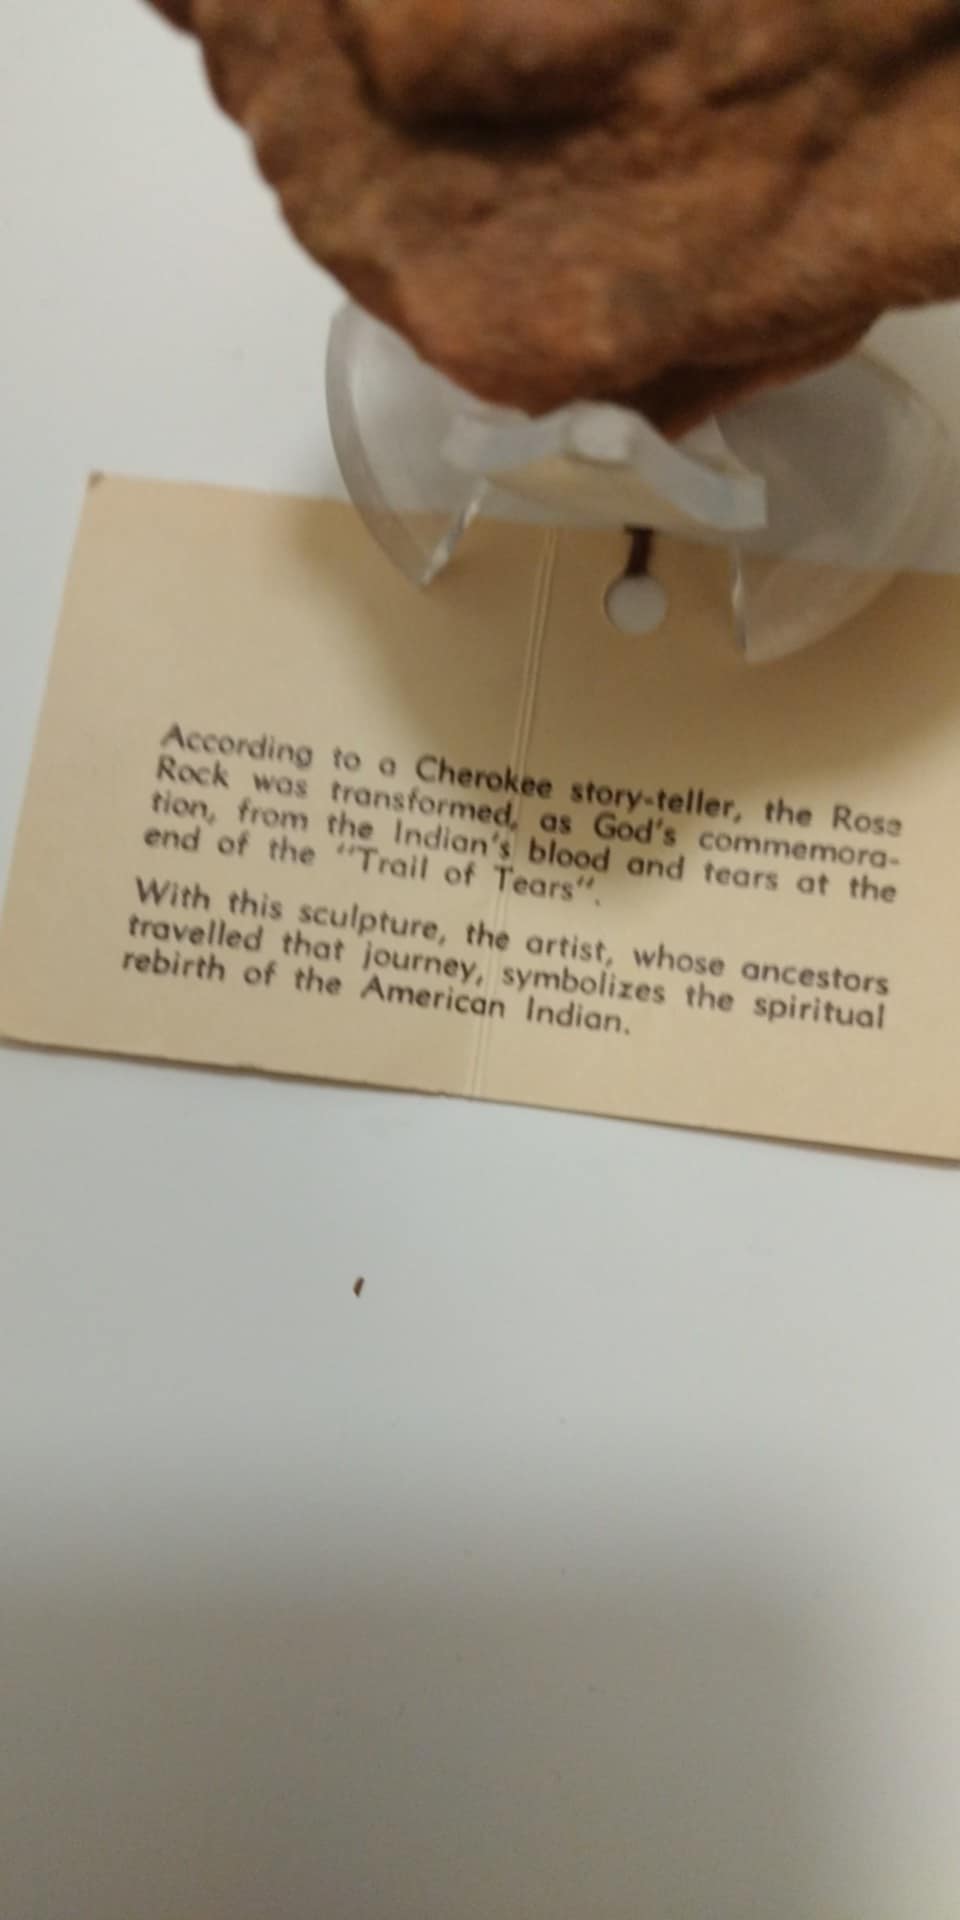 According to a Cherokee story-teller, the Rose
Rock was transformed, as God's commemora-
tion, from the Indian's blood and tears at the
end of the "Trail of Tears".
With this sculpture, the artist, whose ancestors
travelled that journey, symbolizes the spiritual
rebirth of the American Indian.